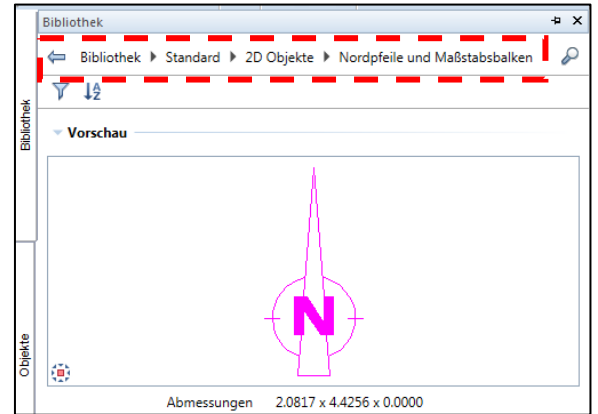 Bibliothek
Bibliothek ▶ Standard ▶ 2D Objekte ▶ Nordpfeile und Maßstabsbalken
A
Z
Bibliothek
Vorschau
N
Objekte
Abmessungen 2.0817 x 4.4256 x 0.0000